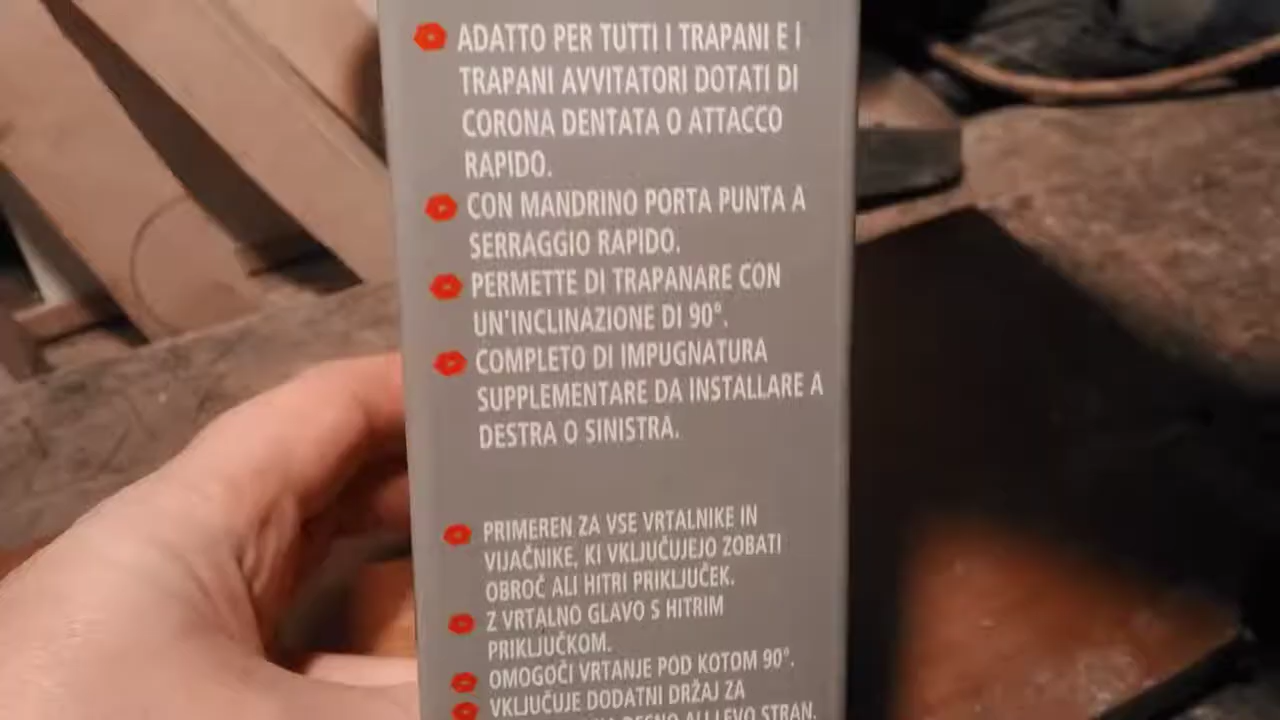 ADATTO PER TUTTI I TRAPANI E I
TRAPANI AVVITATORI DOTATI DI
CORONA DENTATA O ATTACCO
RAPIDO.
CON MANDRINO PORTA PUNTA A
SERRAGGIO RAPIDO.
PERMETTE DI TRAPANARE CON
UN'INCLINAZIONE DI 90°.
COMPLETO DI IMPUGNATURA
SUPPLEMENTARE DA INSTALLARE A
DESTRA O SINISTRA.
PRIMEREN ZA VSE VRTALNIKE IN
VIJAČNIKE, KI VKLJUČUJEJO ZOBATI
OBROČ ALI HITRI PRIKLJUČEK.
Z VRTALNO GLAVO S HITRIM
PRIKLJUČKOM.
OMOGOČI VRTANJE POD KOTOM 90°.
VKLJUČUJE DODATNI DRŽAJ ZA
DESNO ALI LEVO STRAN.